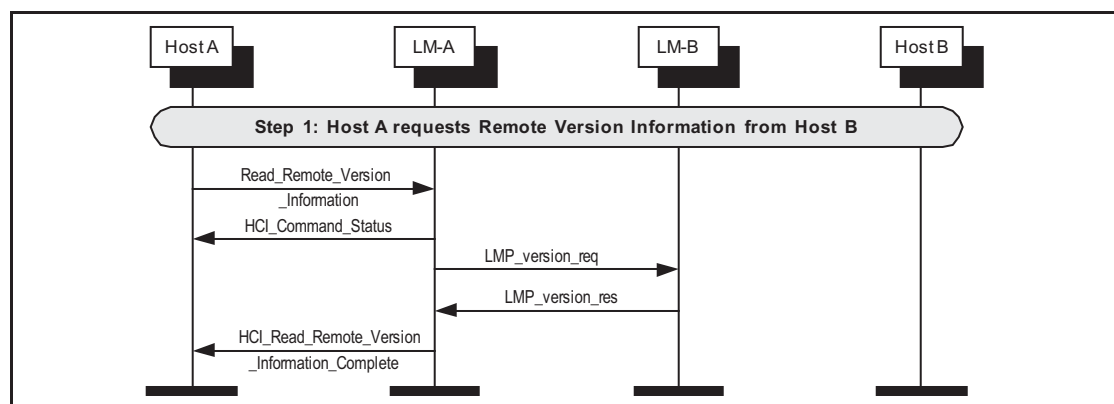 Host A
LM-A
LM-B
Host B
Step 1: Host A requests Remote Version Information from Host B
Read_Remote_Version
_Information
HCI_Command_Status
LMP_version_req
LMP_version_res
HCI_Read_Remote_Version
_Information_Complete